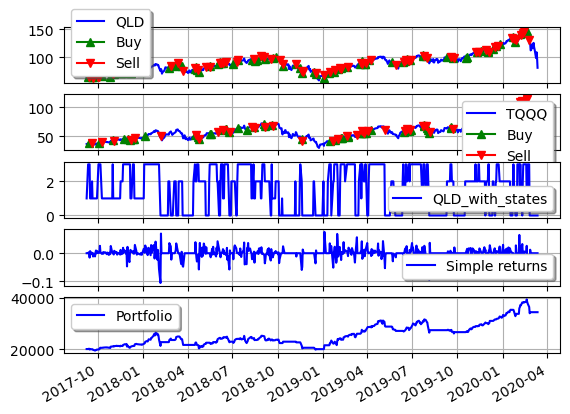 150
100
QLD
Buy
Sell
100
50
TQQQ
Buy
Sell
2
0
QLD_with_states
0.0
−0.1
Simple returns
40000
20000
Portfolio
2017-10
2018-01
2018-04
2018-07
2018-10
2019-01
2019-04
2019-07
2019-10
2020-01
2020-04